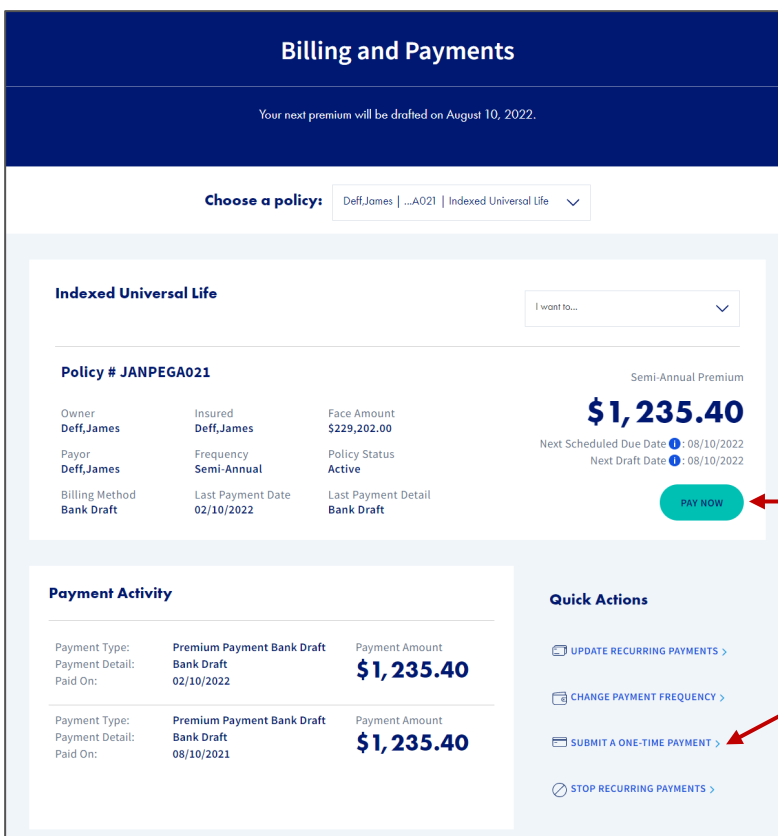 Billing and Payments
Your next premium will be drafted on August 10, 2022.
Choose a policy: Deff,James | ...A021 | Indexed Universal Life
Indexed Universal Life
I want to...
Policy # JANPEGA021
Semi-Annual Premium
$1,235.40
Next Scheduled Due Date i : 08/10/2022
Next Draft Date i : 08/10/2022
PAY NOW
Owner Insured Face Amount
Deff,James Deff,James $229,202.00
Payor Frequency Policy Status
Deff,James Semi-Annual Active
Billing Method Last Payment Date Last Payment Detail
Bank Draft 02/10/2022 Bank Draft
Payment Activity
Payment Type: Premium Payment Bank Draft Payment Amount
Payment Detail: Bank Draft $1,235.40
Paid On: 02/10/2022
Payment Type: Premium Payment Bank Draft Payment Amount
Payment Detail: Bank Draft $1,235.40
Paid On: 08/10/2021
Quick Actions
UPDATE RECURRING PAYMENTS >
CHANGE PAYMENT FREQUENCY >
SUBMIT A ONE-TIME PAYMENT >
STOP RECURRING PAYMENTS >